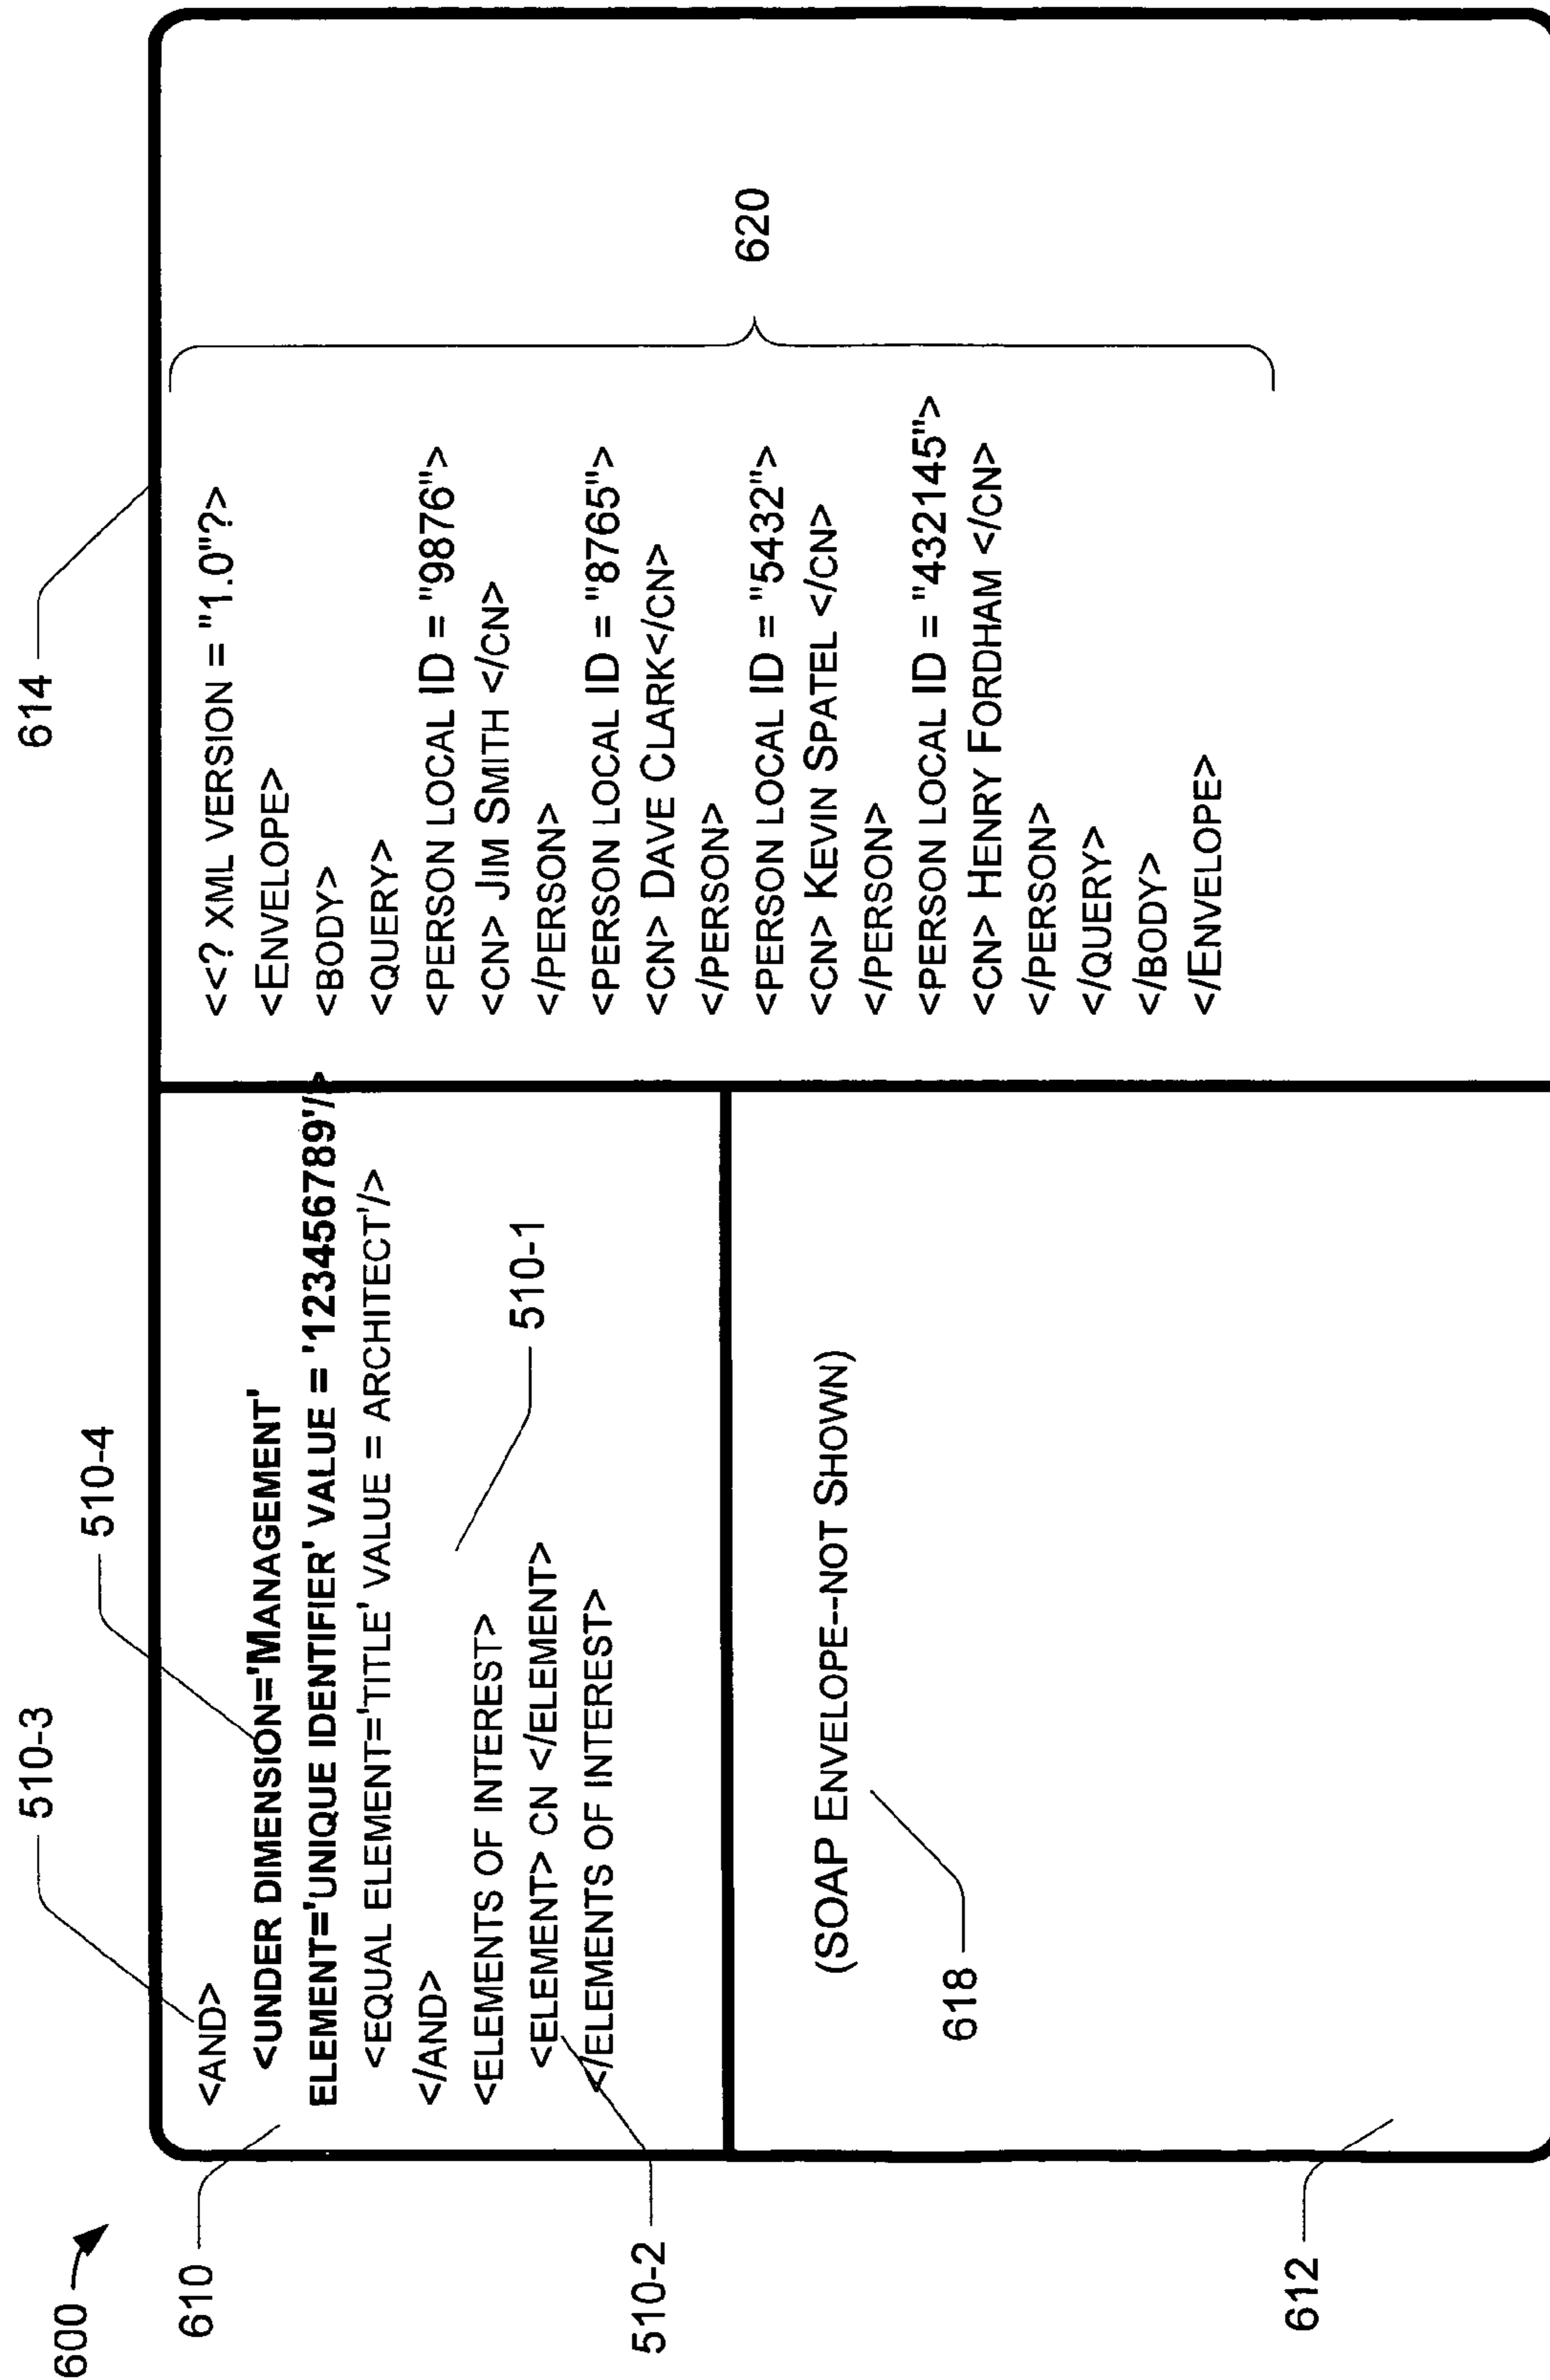 600
610
510-3
510-4
614
<AND>
<UNDER DIMENSION='MANAGEMENT'
ELEMENT='UNIQUE IDENTIFIER' VALUE = '123456789'/>
<EQUAL ELEMENT='TITLE' VALUE = ARCHITECT'/>
</AND>
<ELEMENTS OF INTEREST>
<ELEMENT> CN </ELEMENT>
</ELEMENTS OF INTEREST>
510-1
510-2
(SOAP ENVELOPE--NOT SHOWN)
618
612
<<? XML VERSION = "1.0"?>
<ENVELOPE>
<BODY>
<QUERY>
<PERSON LOCAL ID = "9876">
<CN> JIM SMITH </CN>
</PERSON>
<PERSON LOCAL ID = "8765">
<CN> DAVE CLARK</CN>
</PERSON>
<PERSON LOCAL ID = "5432">
<CN> KEVIN SPATEL </CN>
</PERSON>
<PERSON LOCAL ID = "432145">
<CN> HENRY FORDHAM </CN>
</PERSON>
</QUERY>
</BODY>
</ENVELOPE>
620